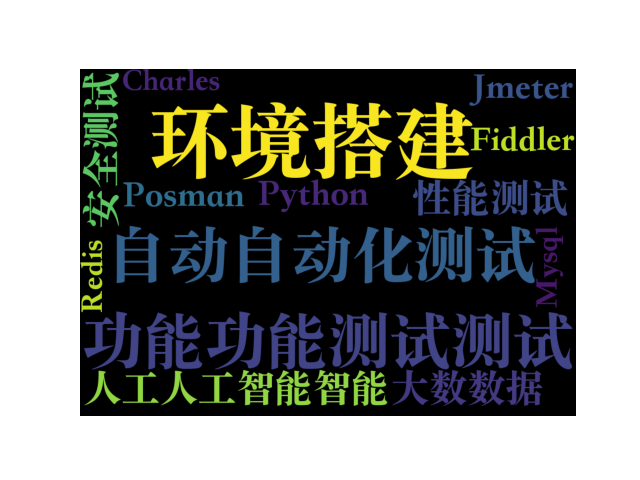 Charles
Jmeter
安全测试
环境搭建
Fiddler
Posman
Python
性能测试
自动自动化测试
Redis
Mysql
功能功能测试测试
人工人工智能智能
大数数据